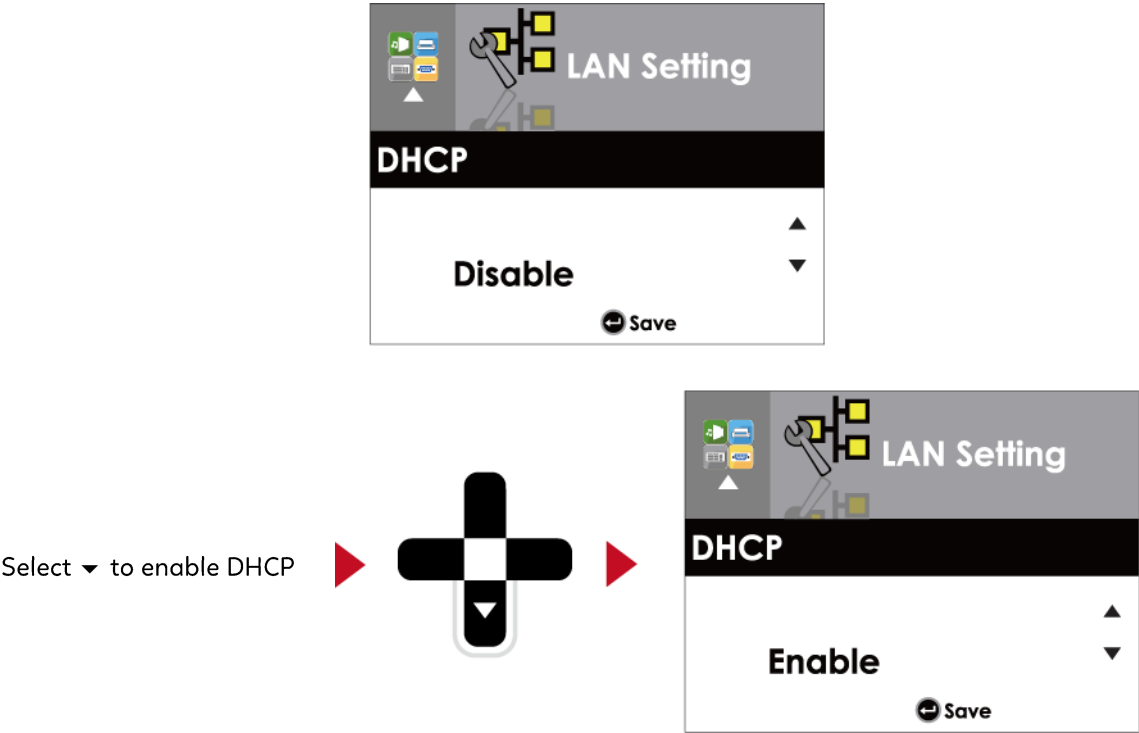 LAN Setting
DHCP
Disable
Save
Select ▼ to enable DHCP
LAN Setting
DHCP
Enable
Save